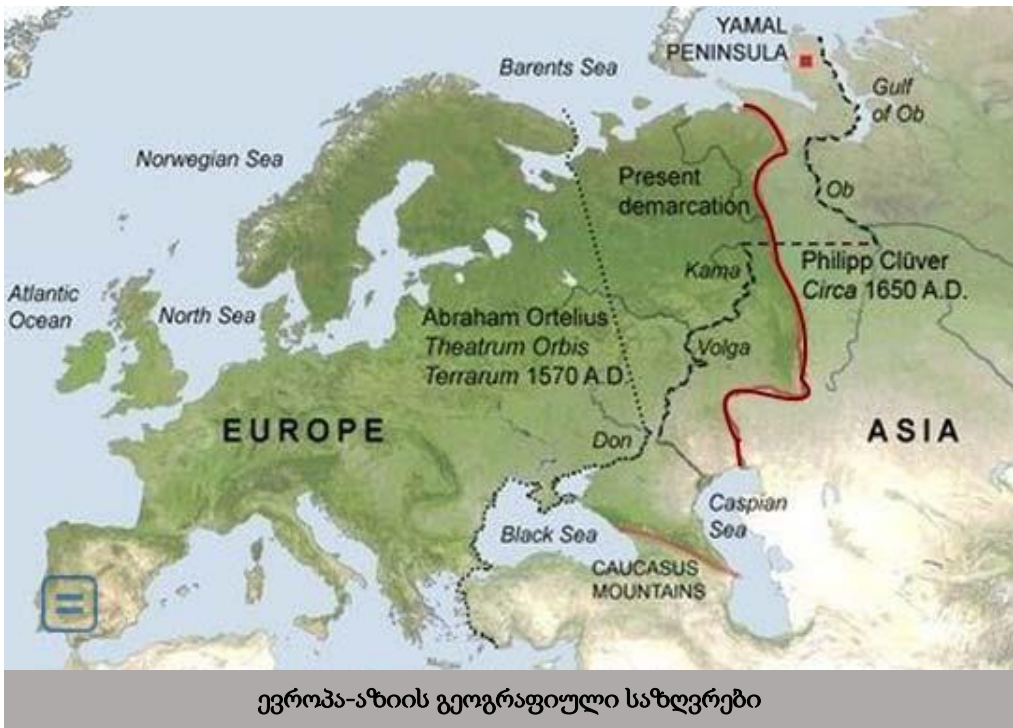 YAMAL
PENINSULA
Barents Sea
Gulf
of Ob
Norwegian Sea
Present
demarcation
Ob
Kama
Philipp Clüver
Circa 1650 A.D.
Atlantic
Ocean
North Sea
Abraham Ortelius
Theatrum Orbis
Terrarum 1570 A.D.
Volga
EUROPE
Don
ASIA
Caspian
Sea
Black Sea
CAUCASUS
MOUNTAINS
ევროპა-აზიის გეოგრაფიული საზღვრები